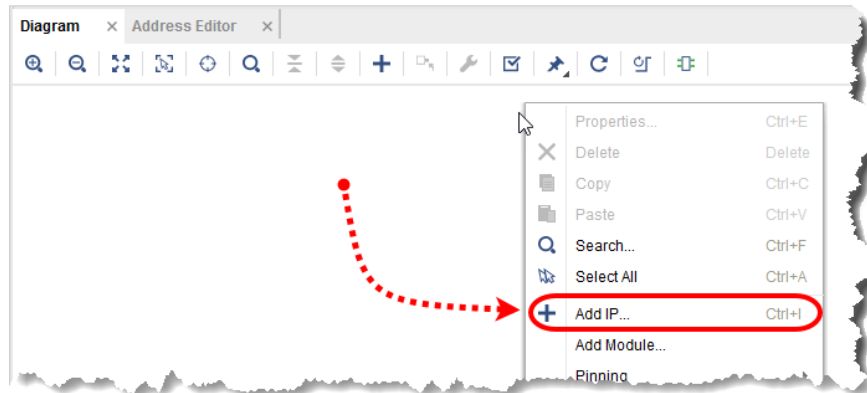 Diagram × Address Editor ×
Properties... Ctrl+E
Delete Delete
Copy Ctrl+C
Paste Ctrl+V
Search... Ctrl+F
Select All Ctrl+A
Add IP... Ctrl+I
Add Module...
Pinning